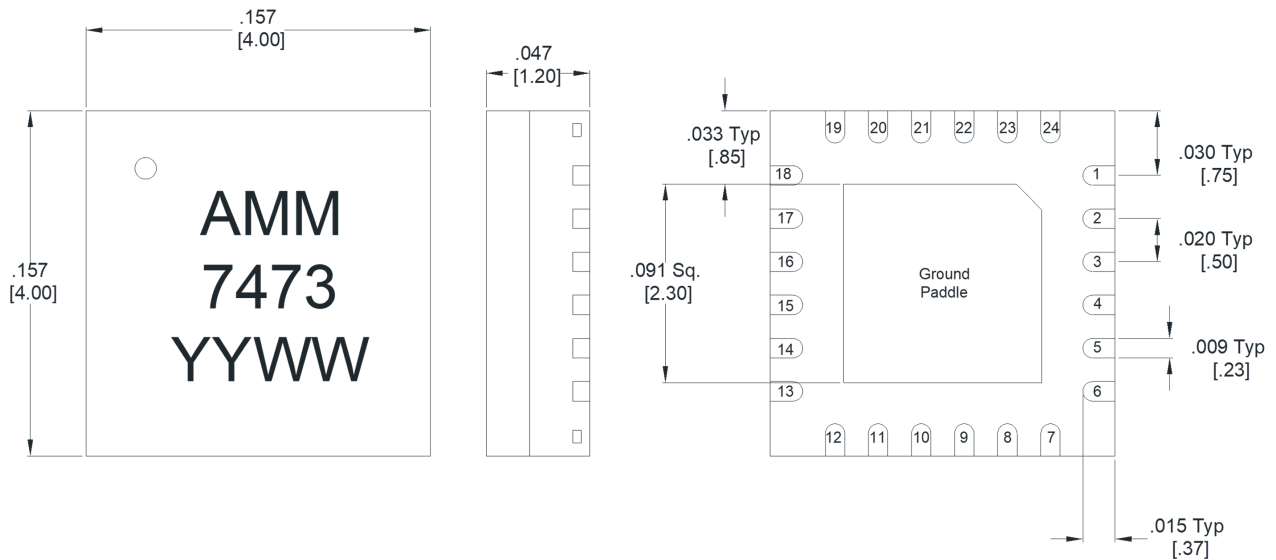 .157
[4.00]
.047
[1.20]
.157
[4.00]
AMM
7473
YYWW
.033 Typ
[.85]
.091 Sq.
[2.30]
Ground
Paddle
19 20 21 22 23 24
18
17
16
15
14
13
12 11 10 9 8 7
1
2
3
4
5
6
.030 Typ
[.75]
.020 Typ
[.50]
.009 Typ
[.23]
.015 Typ
[.37]